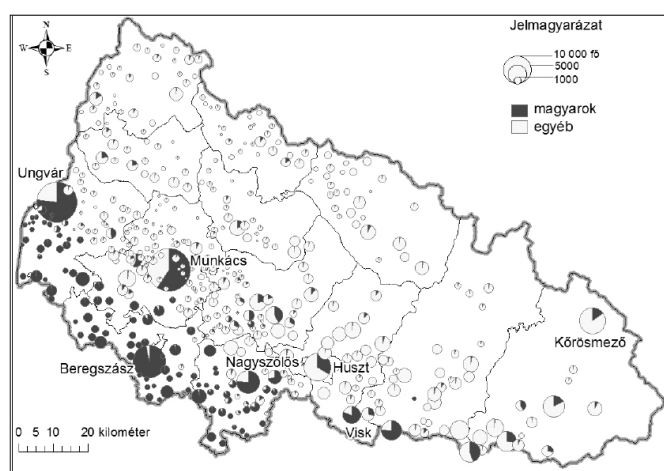 N
W E
S
Jelmagyarázat
10 000 fő
5000
1000
magyarok
egyéb
Ungvár
Munkács
Kőrösmező
Beregszász
Nagyszőlős
Huszt
Visk
0 5 10 20 kilométer